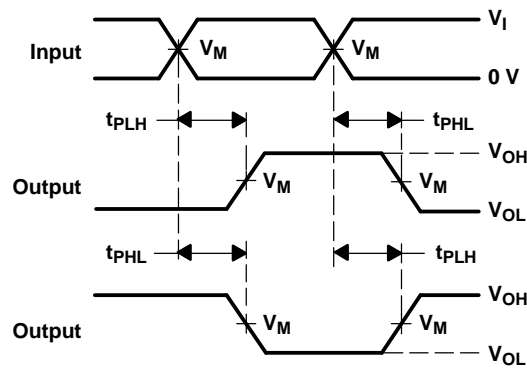 V_I
Input
V_M
V_M
0 V
t_PLH
t_PHL
V_OH
Output
V_M
V_M
V_OL
t_PHL
t_PLH
V_OH
Output
V_M
V_M
V_OL